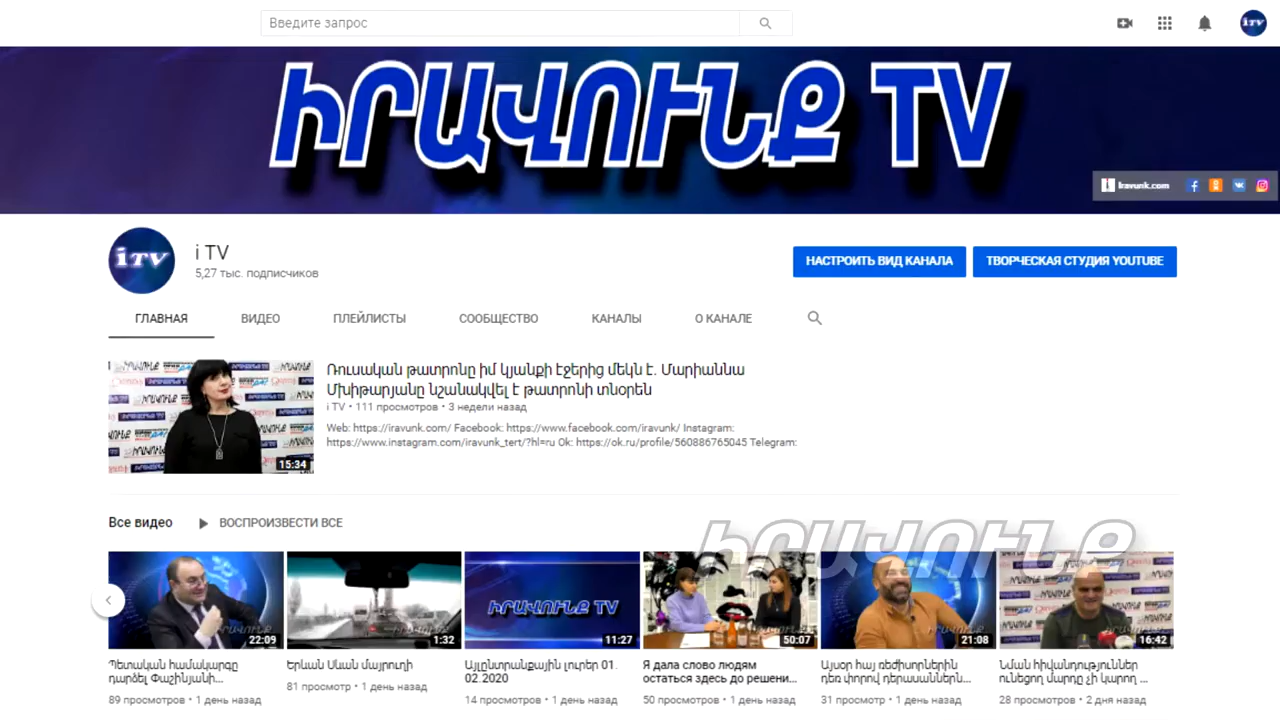 Введите запрос
iTV
ԻՐԱՎՈՒՆՔ TV
Iravunk.com
iTV
i TV
5,27 тыс. подписчиков
НАСТРОИТЬ ВИД КАНАЛА
ТВОРЧЕСКАЯ СТУДИЯ YOUTUBE
ГЛАВНАЯ ВИДЕО ПЛЕЙЛИСТЫ СООБЩЕСТВО КАНАЛЫ О КАНАЛЕ
15:34
Ռուսական թատրոնը իմ կյանքի էջերից մեկն է. Մարիաննա
Մխիթարյանը նշանակվել է թատրոնի տնօրեն
i TV • 111 просмотров • 3 недели назад
Web: https://iravunk.com/ Facebook: https://www.facebook.com/iravunk/ Instagram:
https://www.instagram.com/iravunk_tert/?hl=ru Ok: https://ok.ru/profile/560886765045 Telegram:
Все видео ВОСПРОИЗВЕСТИ ВСЕ
ԻՐԱՎՈՒՆՔ
22:09
1:32
ԻՐԱՎՈՒՆՔ TV
11:27
50:07
21:08
16:42
Պետական համակարգը
դարձել Փաշինյանի...
89 просмотров • 1 день назад
Երևան Սևան մայրուղի
81 просмотр • 1 день назад
Այլընտրանքային լուրեր 01.
02.2020
14 просмотров • 1 день назад
Я дала слово людям
остаться здесь до решени...
50 просмотров • 1 день назад
Այսօր հայ ռեժիսորներին
դեռ փորով դերասաններն...
31 просмотр • 1 день назад
Նման հիվանդություններ
ունեցող մարդը չի կարող ...
28 просмотров • 2 дня назад